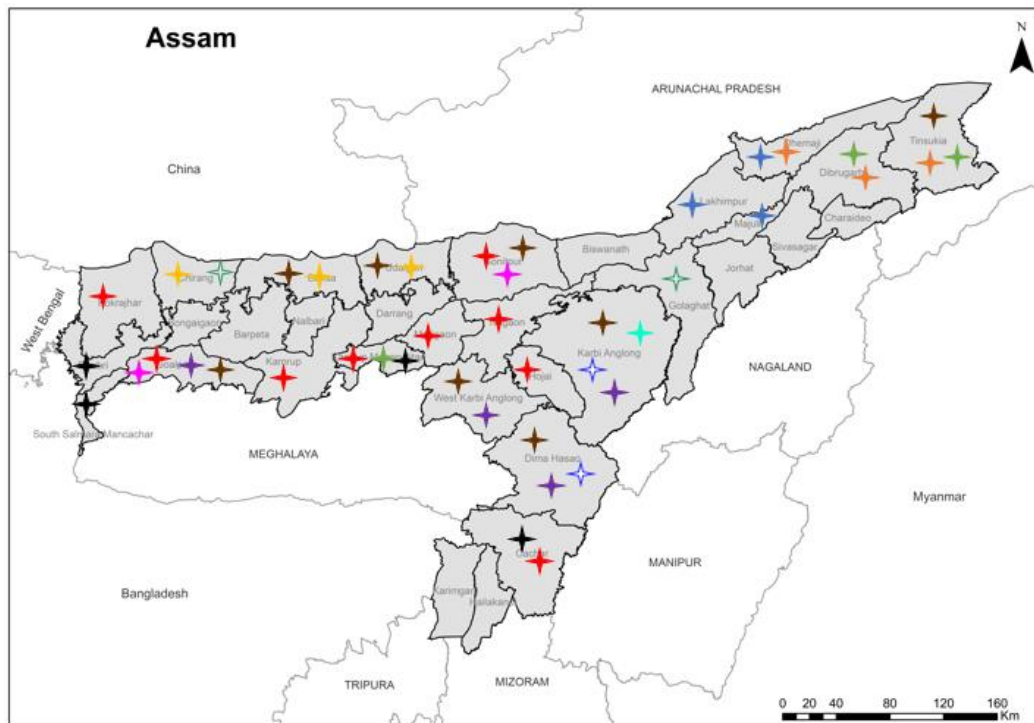 Assam
N
ARUNACHAL PRADESH
China
Dhemaji
Tinsukia
Dibrugarh
Lakhimpur
Majuli
Charaideo
Sivasagar
Biswanath
Jorhat
Golaghat
Chirang
Kokrajhar
West Bengal
Bongaigaon
Barpeta
Nalbari
Darrang
Karbi Anglong
Kamrup
Hojai
NAGALAND
West Karbi Anglong
South Salmara Mancachar
MEGHALAYA
Dima Hasao
Myanmar
Cachar
MANIPUR
Bangladesh
Karimganj
Hailakandi
TRIPURA
MIZORAM
0 20 40 80 120 160
Km